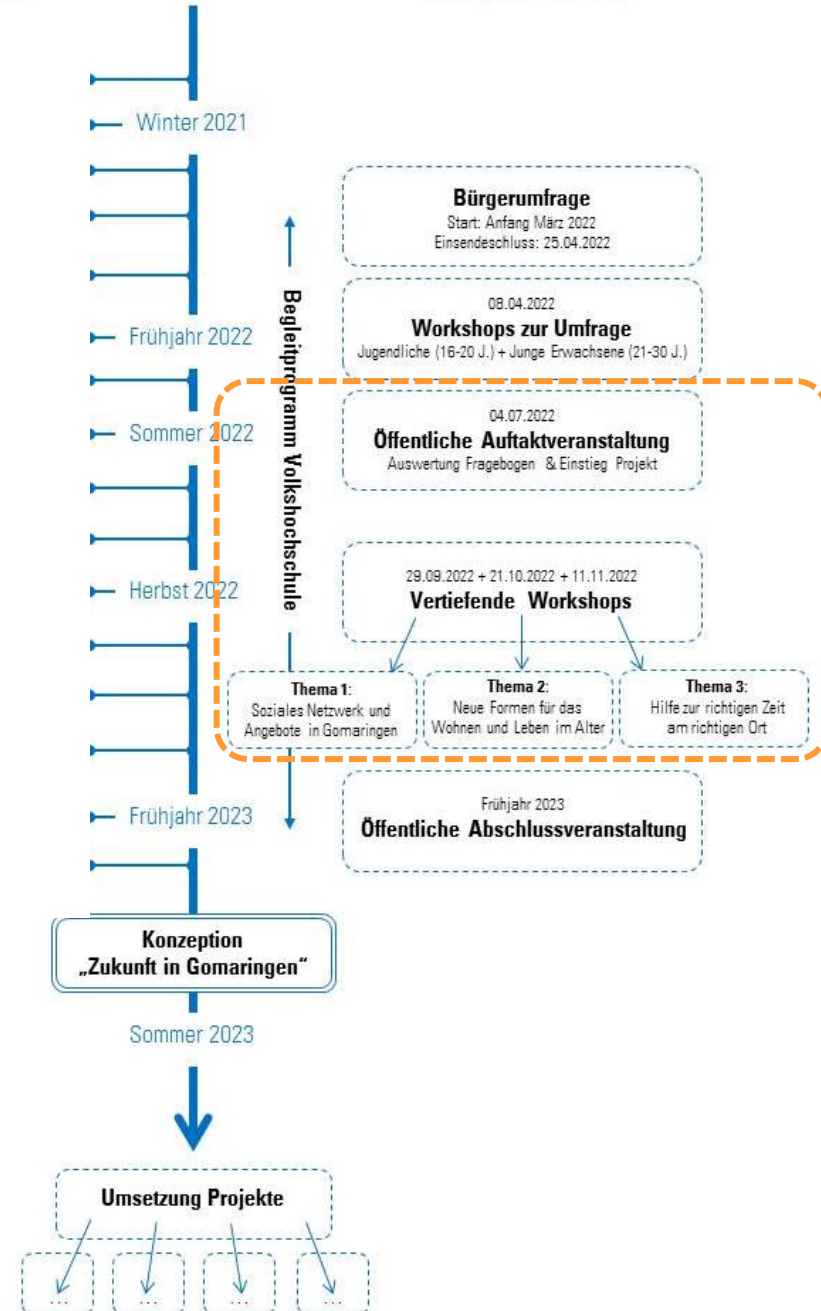 Winter 2021
Bürgerumfrage
Start: Anfang März 2022
Einsendeschluss: 25.04.2022
Begleitprogramm Volkshochschule
08.04.2022
Frühjahr 2022
Workshops zur Umfrage
Jugendliche (16-20 J.) + Junge Erwachsene (21-30 J.)
04.07.2022
Sommer 2022
Öffentliche Auftaktveranstaltung
Auswertung Fragebogen & Einstieg Projekt
29.09.2022 + 21.10.2022 + 11.11.2022
Herbst 2022
Vertiefende Workshops
Thema 1:
Soziales Netzwerk und
Angebote in Gomaringen
Thema 2:
Neue Formen für das
Wohnen und Leben im Alter
Thema 3:
Hilfe zur richtigen Zeit
am richtigen Ort
Frühjahr 2023
Frühjahr 2023
Öffentliche Abschlussveranstaltung
Konzeption
„Zukunft in Gomaringen“
Sommer 2023
Umsetzung Projekte
... ... ... ...